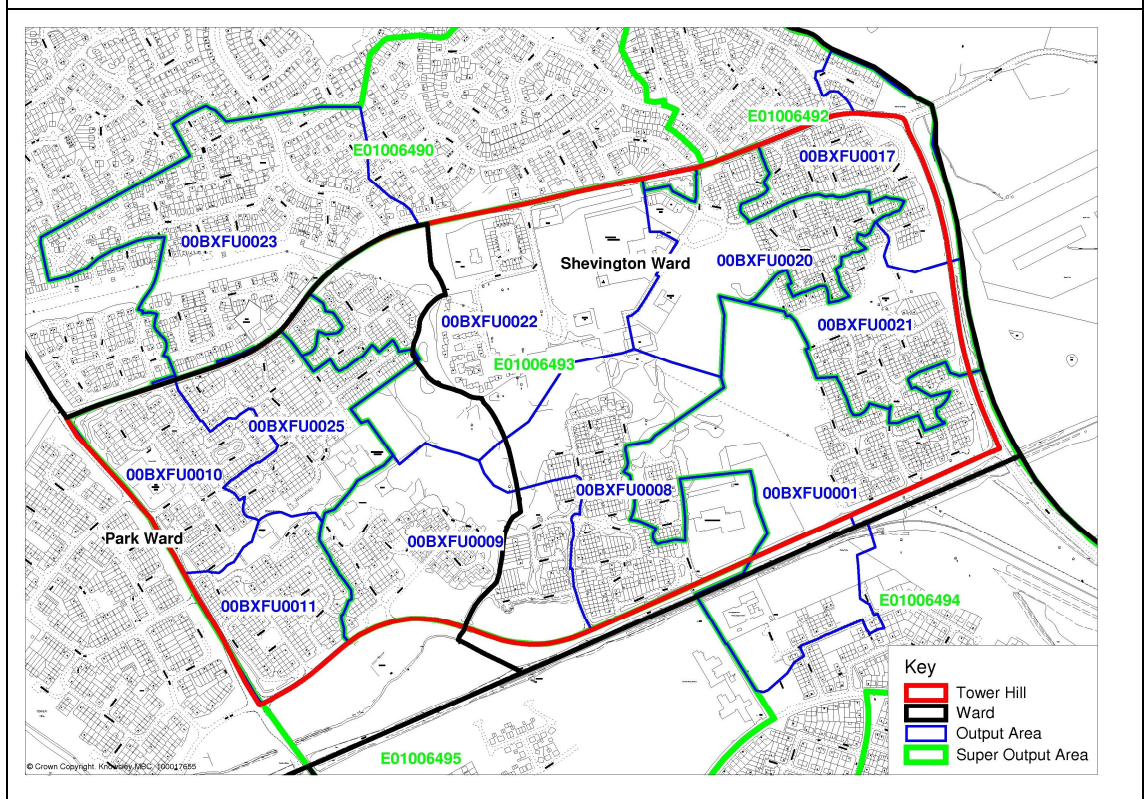 E01006492
E01006490
00BXFU0017
00BXFU0023
00BXFU0020
Shevington Ward
00BXFU0022
00BXFU0021
E01006493
00BXFU0025
00BXFU0010
00BXFU0008
00BXFU0001
Park Ward
00BXFU0009
00BXFU0011
E01006494
E01006495
Key
Tower Hill
Ward
Output Area
Super Output Area
© Crown Copyright. Knowsley MBC. 100017655